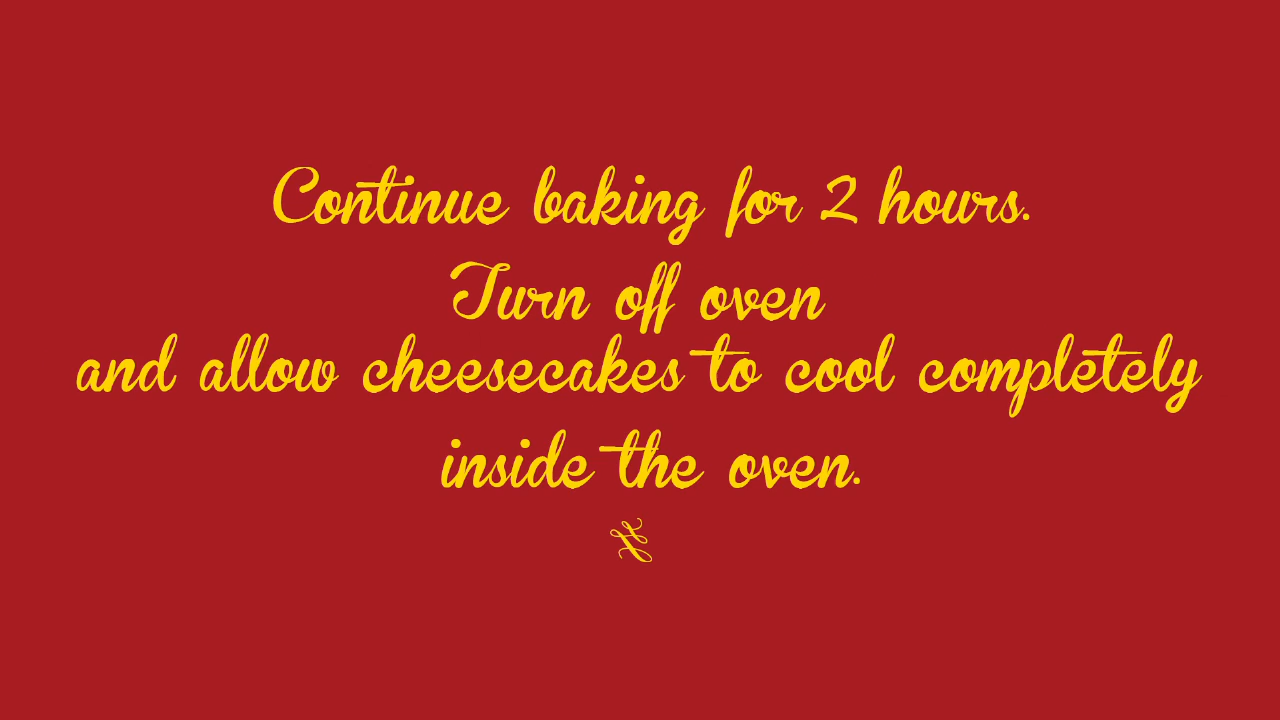 Continue baking for 2 hours.
Turn off oven
and allow cheesecakes to cool completely
inside the oven.